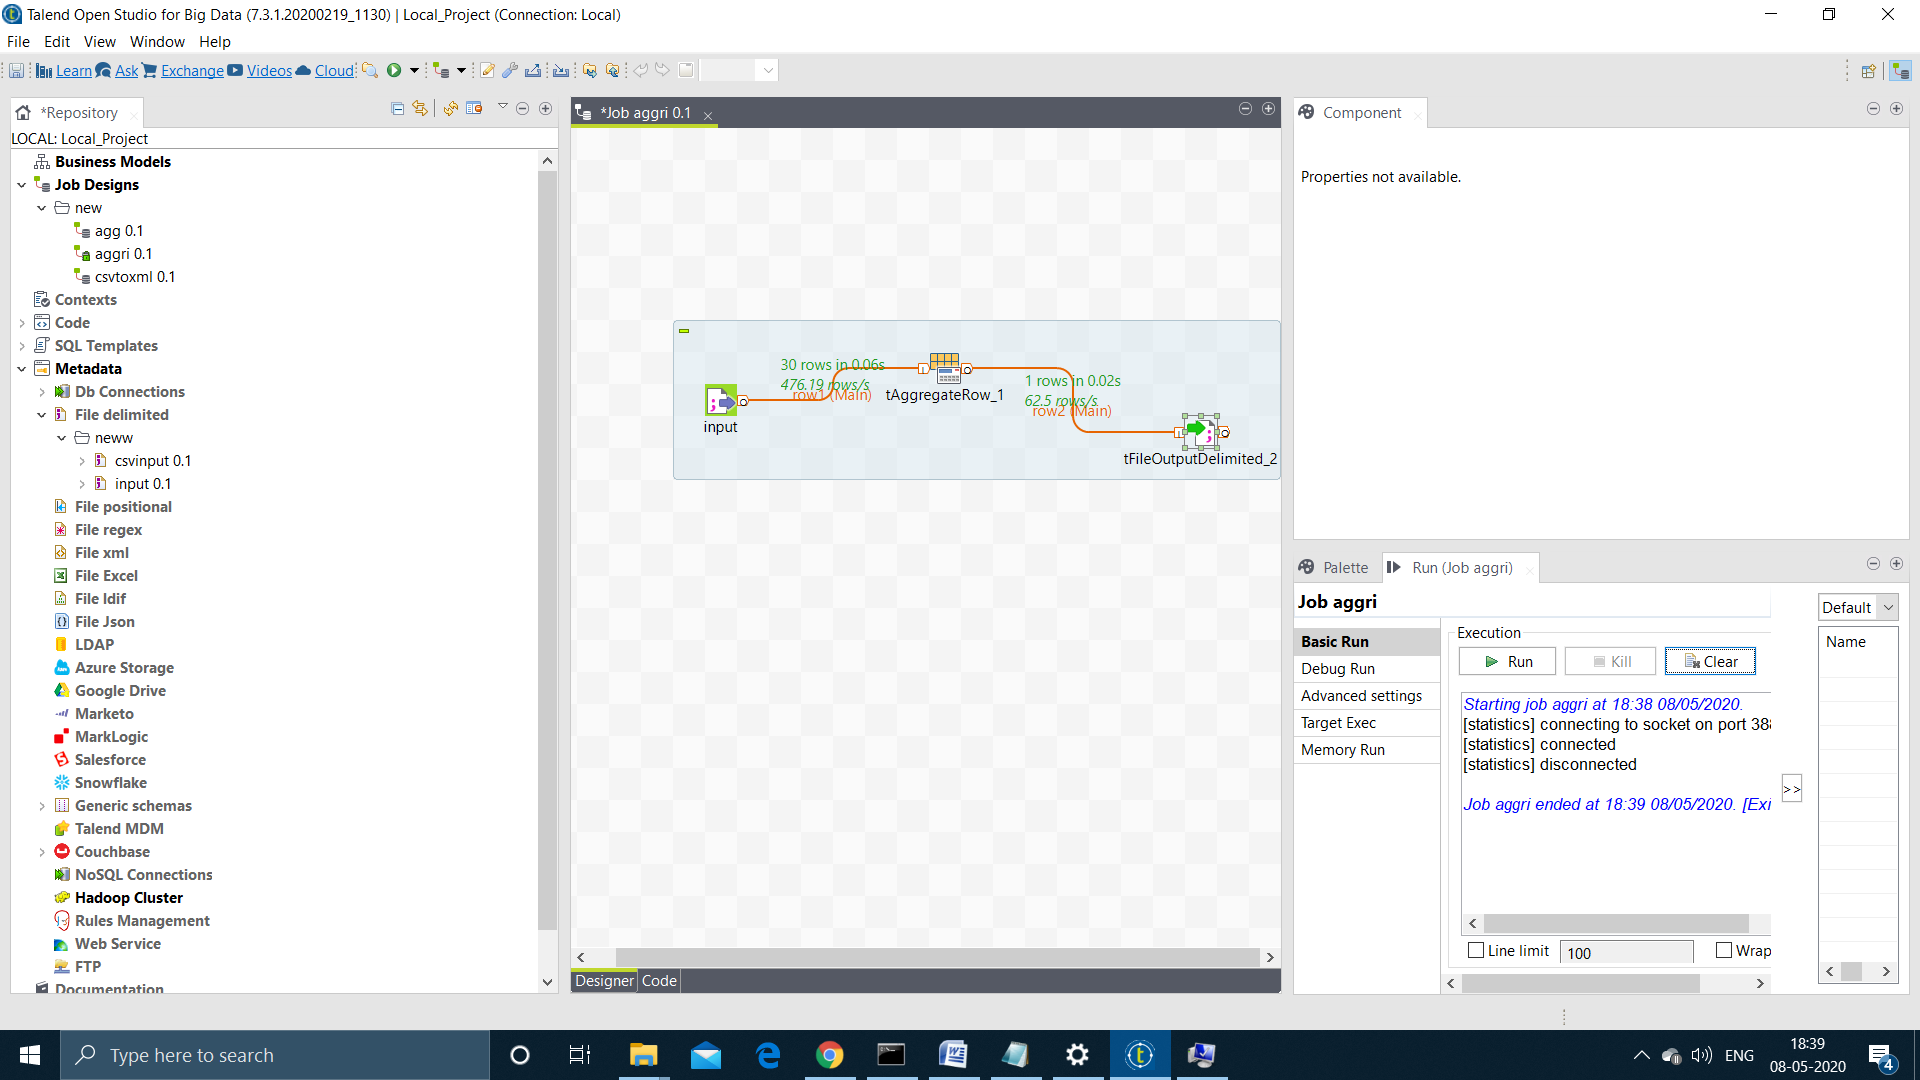 Talend Open Studio for Big Data (7.3.1.20200219_1130) | Local_Project (Connection: Local)
File Edit View Window Help
Learn Ask Exchange Videos Cloud
*Repository
LOCAL: Local_Project
Business Models
Job Designs
new
agg 0.1
aggri 0.1
csvtoxml 0.1
Contexts
Code
SQL Templates
Metadata
Db Connections
File delimited
neww
csvinput 0.1
input 0.1
File positional
File regex
File xml
File Excel
File ldif
File Json
LDAP
Azure Storage
Google Drive
Marketo
MarkLogic
Salesforce
Snowflake
Generic schemas
Talend MDM
Couchbase
NoSQL Connections
Hadoop Cluster
Rules Management
Web Service
FTP
Documentation
*Job aggri 0.1
30 rows in 0.06s
476.19 rows/s
row1 (Main)
input
tAggregateRow_1
1 rows in 0.02s
62.5 rows/s
row2 (Main)
tFileOutputDelimited_2
Designer Code
Component
Properties not available.
Palette Run (Job aggri)
Job aggri
Default
Basic Run
Debug Run
Advanced settings
Target Exec
Memory Run
Execution
Run Kill Clear
Starting job aggri at 18:38 08/05/2020.
[statistics] connecting to socket on port 38
[statistics] connected
[statistics] disconnected
Job aggri ended at 18:39 08/05/2020. [Exi
>>
Line limit 100 Wrap
Name
Type here to search
ENG
18:39
08-05-2020
4